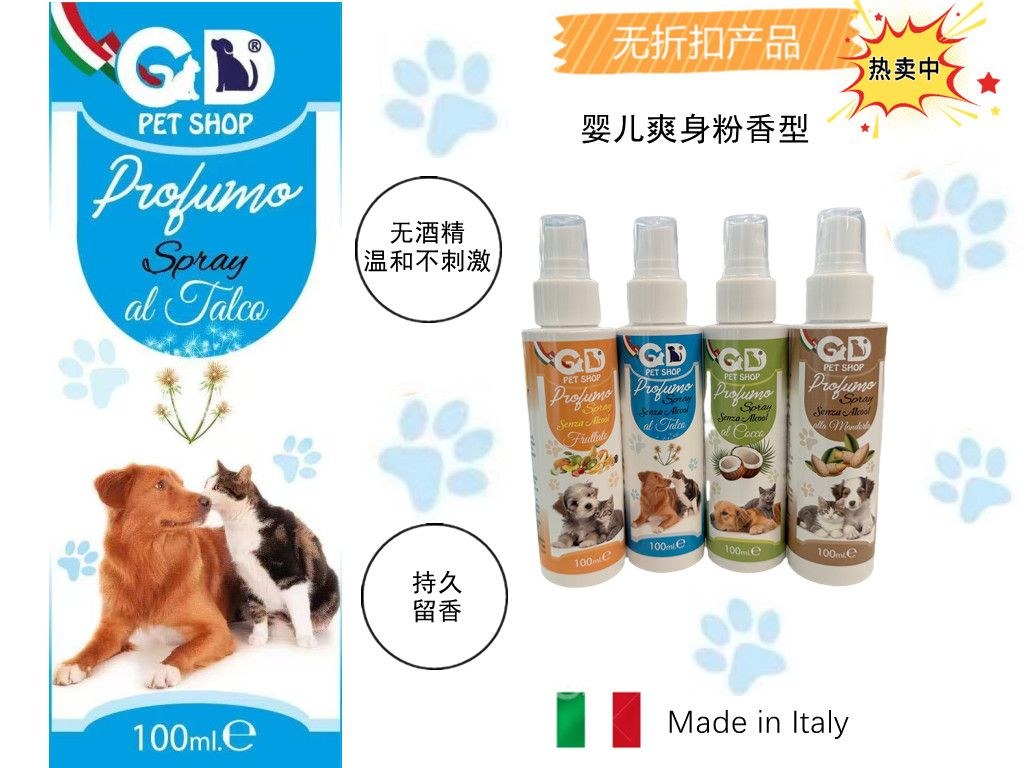 GD®
PET SHOP
Profumo
Spray
al Talco
100ml.e
无折扣产品
热卖中
婴儿爽身粉香型
无酒精
温和不刺激
持久
留香
GD
PET SHOP
Profumo
Spray
Senza Alcool
Fruttato
100ml.e
GD
PET SHOP
Profumo
Spray
Senza Alcool
al Talco
100ml.e
GD
PET SHOP
Profumo
Spray
Senza Alcool
al Cocco
100ml.e
GD
PET SHOP
Profumo
Spray
Senza Alcool
alla Mandorla
100ml.e
Made in Italy